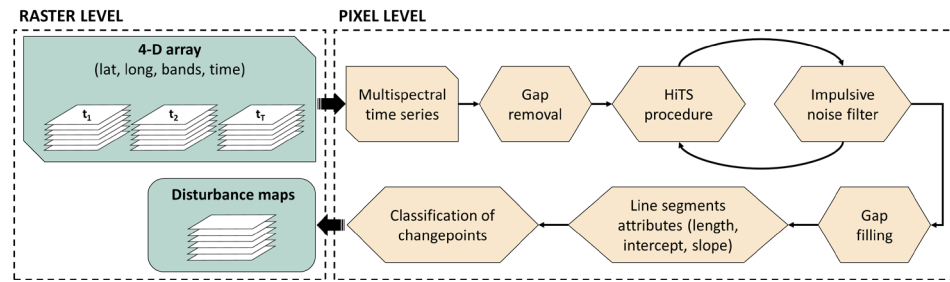 RASTER LEVEL
4-D array
(lat, long, bands, time)
t1
t2
tT
Disturbance maps
PIXEL LEVEL
Multispectral
time series
Gap
removal
HiTS
procedure
Impulsive
noise filter
Gap
filling
Line segments
attributes (length,
intercept, slope)
Classification of
changepoints